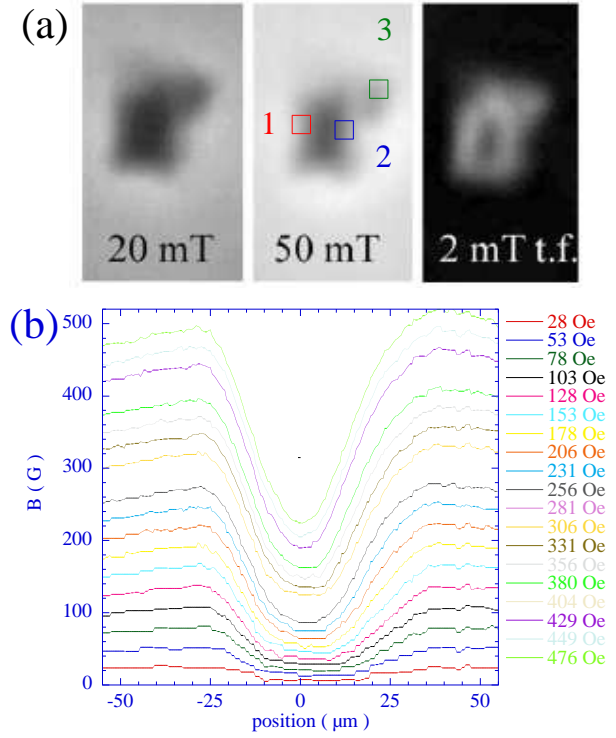 (a)
3
1
2
20 mT
50 mT
2 mT t.f.
(b)
500
400
300
200
100
0
B ( G )
-50
-25
0
25
50
position ( µm )
28 Oe
53 Oe
78 Oe
103 Oe
128 Oe
153 Oe
178 Oe
206 Oe
231 Oe
256 Oe
281 Oe
306 Oe
331 Oe
356 Oe
380 Oe
404 Oe
429 Oe
449 Oe
476 Oe